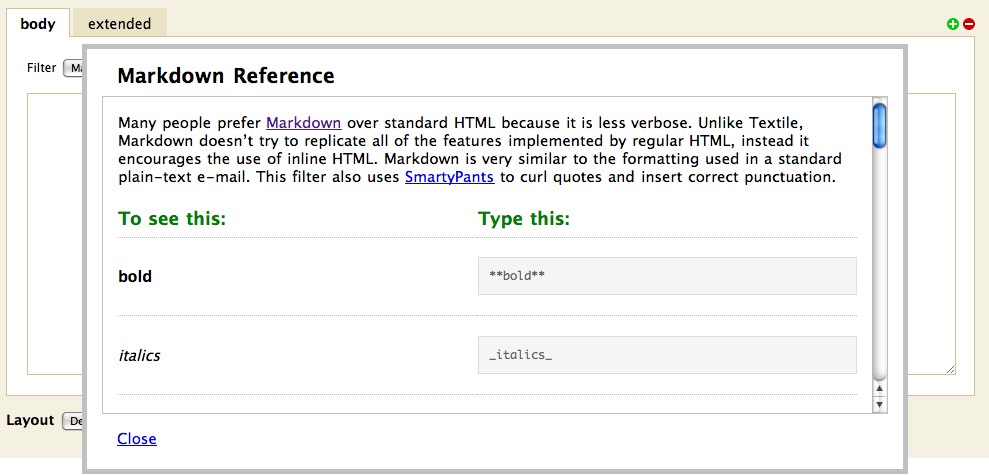 body extended
Markdown Reference
Filter Ma
Many people prefer Markdown over standard HTML because it is less verbose. Unlike Textile,
Markdown doesn’t try to replicate all of the features implemented by regular HTML, instead it
encourages the use of inline HTML. Markdown is very similar to the formatting used in a standard
plain-text e-mail. This filter also uses SmartyPants to curl quotes and insert correct punctuation.
To see this: Type this:
bold **bold**
italics _italics_
Layout De
Close